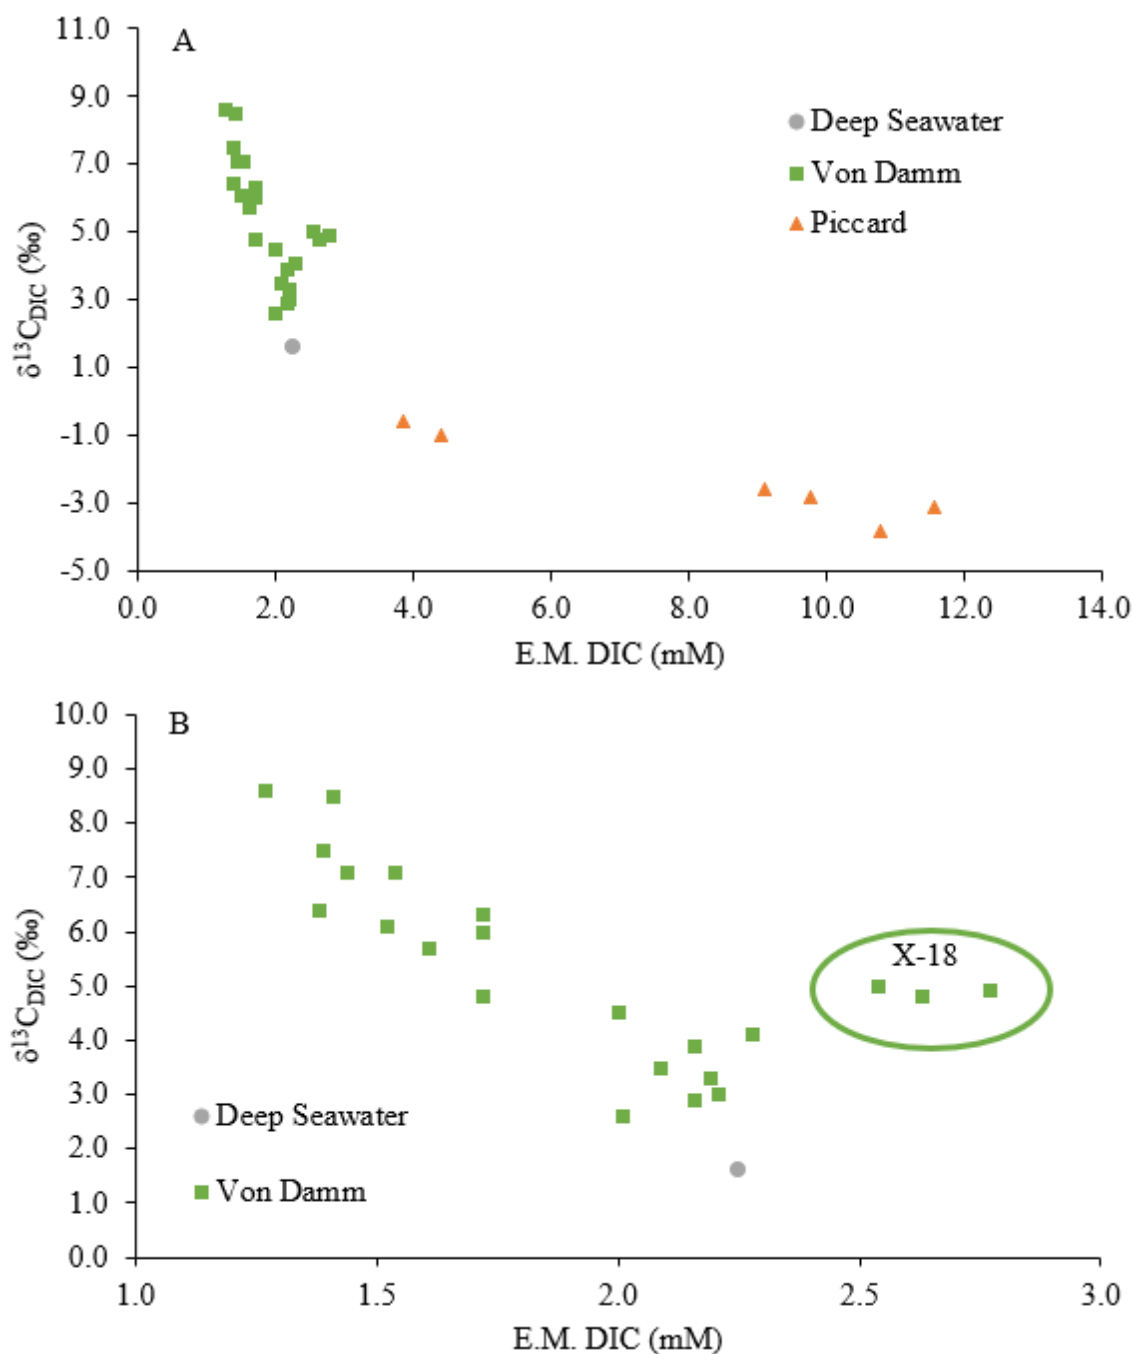 A
11.0
9.0
7.0
5.0
3.0
1.0
-1.0
-3.0
-5.0
δ¹³C_DIC (‰)
Deep Seawater
Von Damm
Piccard
0.0 2.0 4.0 6.0 8.0 10.0 12.0 14.0
E.M. DIC (mM)
B
10.0
9.0
8.0
7.0
6.0
5.0
4.0
3.0
2.0
1.0
0.0
δ¹³C_DIC (‰)
X-18
Deep Seawater
Von Damm
1.0 1.5 2.0 2.5 3.0
E.M. DIC (mM)